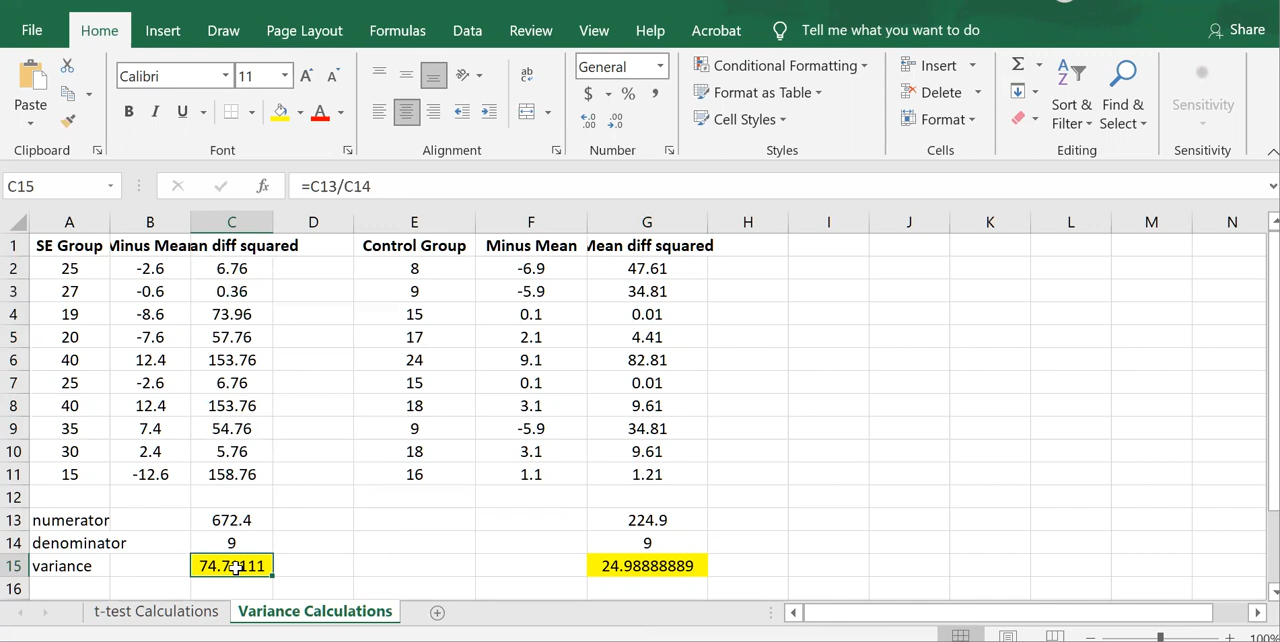 File Home Insert Draw Page Layout Formulas Data Review View Help Acrobat Tell me what you want to do Share
Paste
Calibri 11 A A
ab
General
Conditional Formatting
Insert
Σ
A
Z
Sort &
Filter
Find &
Select
Sensitivity
B I U A
$ % ,
Format as Table
Delete
.00 .00
Cell Styles
Format
Clipboard Font Alignment Number Styles Cells Editing Sensitivity
C15 fx =C13/C14
A B C D E F G H I J K L M N
1 SE Group Minus Mea an diff squared Control Group Minus Mean Mean diff squared
2 25 -2.6 6.76 8 -6.9 47.61
3 27 -0.6 0.36 9 -5.9 34.81
4 19 -8.6 73.96 15 0.1 0.01
5 20 -7.6 57.76 17 2.1 4.41
6 40 12.4 153.76 24 9.1 82.81
7 25 -2.6 6.76 15 0.1 0.01
8 40 12.4 153.76 18 3.1 9.61
9 35 7.4 54.76 9 -5.9 34.81
10 30 2.4 5.76 18 3.1 9.61
11 15 -12.6 158.76 16 1.1 1.21
12
13 numerator 672.4 224.9
14 denominator 9 9
15 variance 24.98888889
16
t-test Calculations Variance Calculations
100%